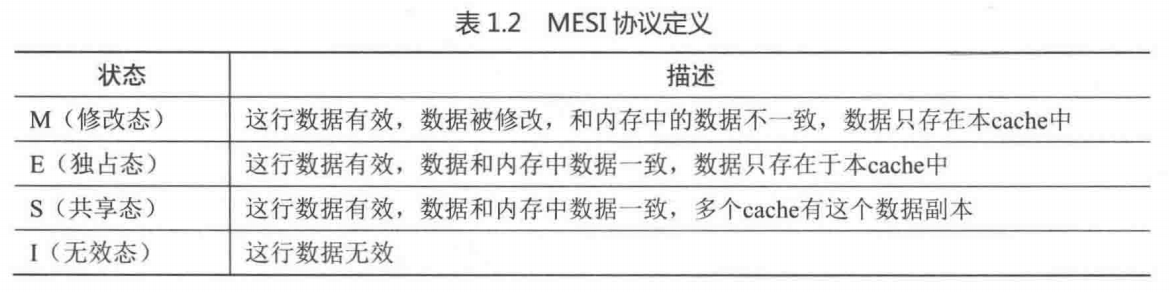 表 1.2 MESI 协议定义
状态 描述
M（修改态） 这行数据有效，数据被修改，和内存中的数据不一致，数据只存在本cache中
E（独占态） 这行数据有效，数据和内存中数据一致，数据只存在于本cache中
S（共享态） 这行数据有效，数据和内存中数据一致，多个cache有这个数据副本
I（无效态） 这行数据无效